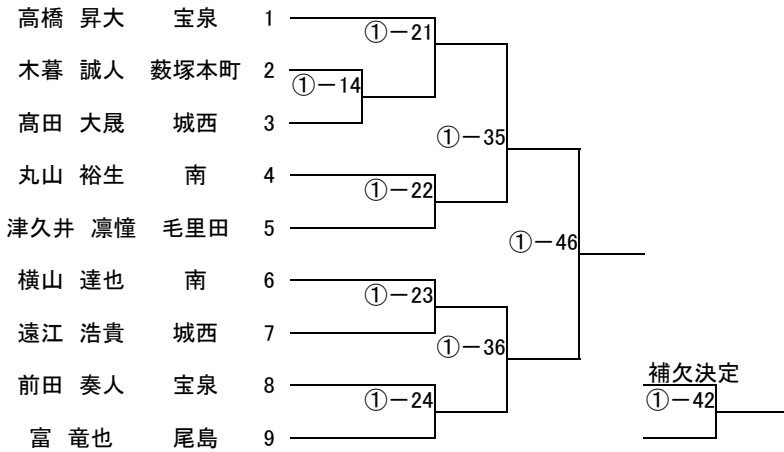 高橋 昇大 宝泉 1
①－21
木暮 誠人 薮塚本町 2
①－14
髙田 大晟 城西 3
①－35
丸山 裕生 南 4
①－22
津久井 凛憧 毛里田 5
①－46
横山 達也 南 6
①－23
遠江 浩貴 城西 7
①－36
前田 奏人 宝泉 8
補欠決定
①－24
①－42
富 竜也 尾島 9